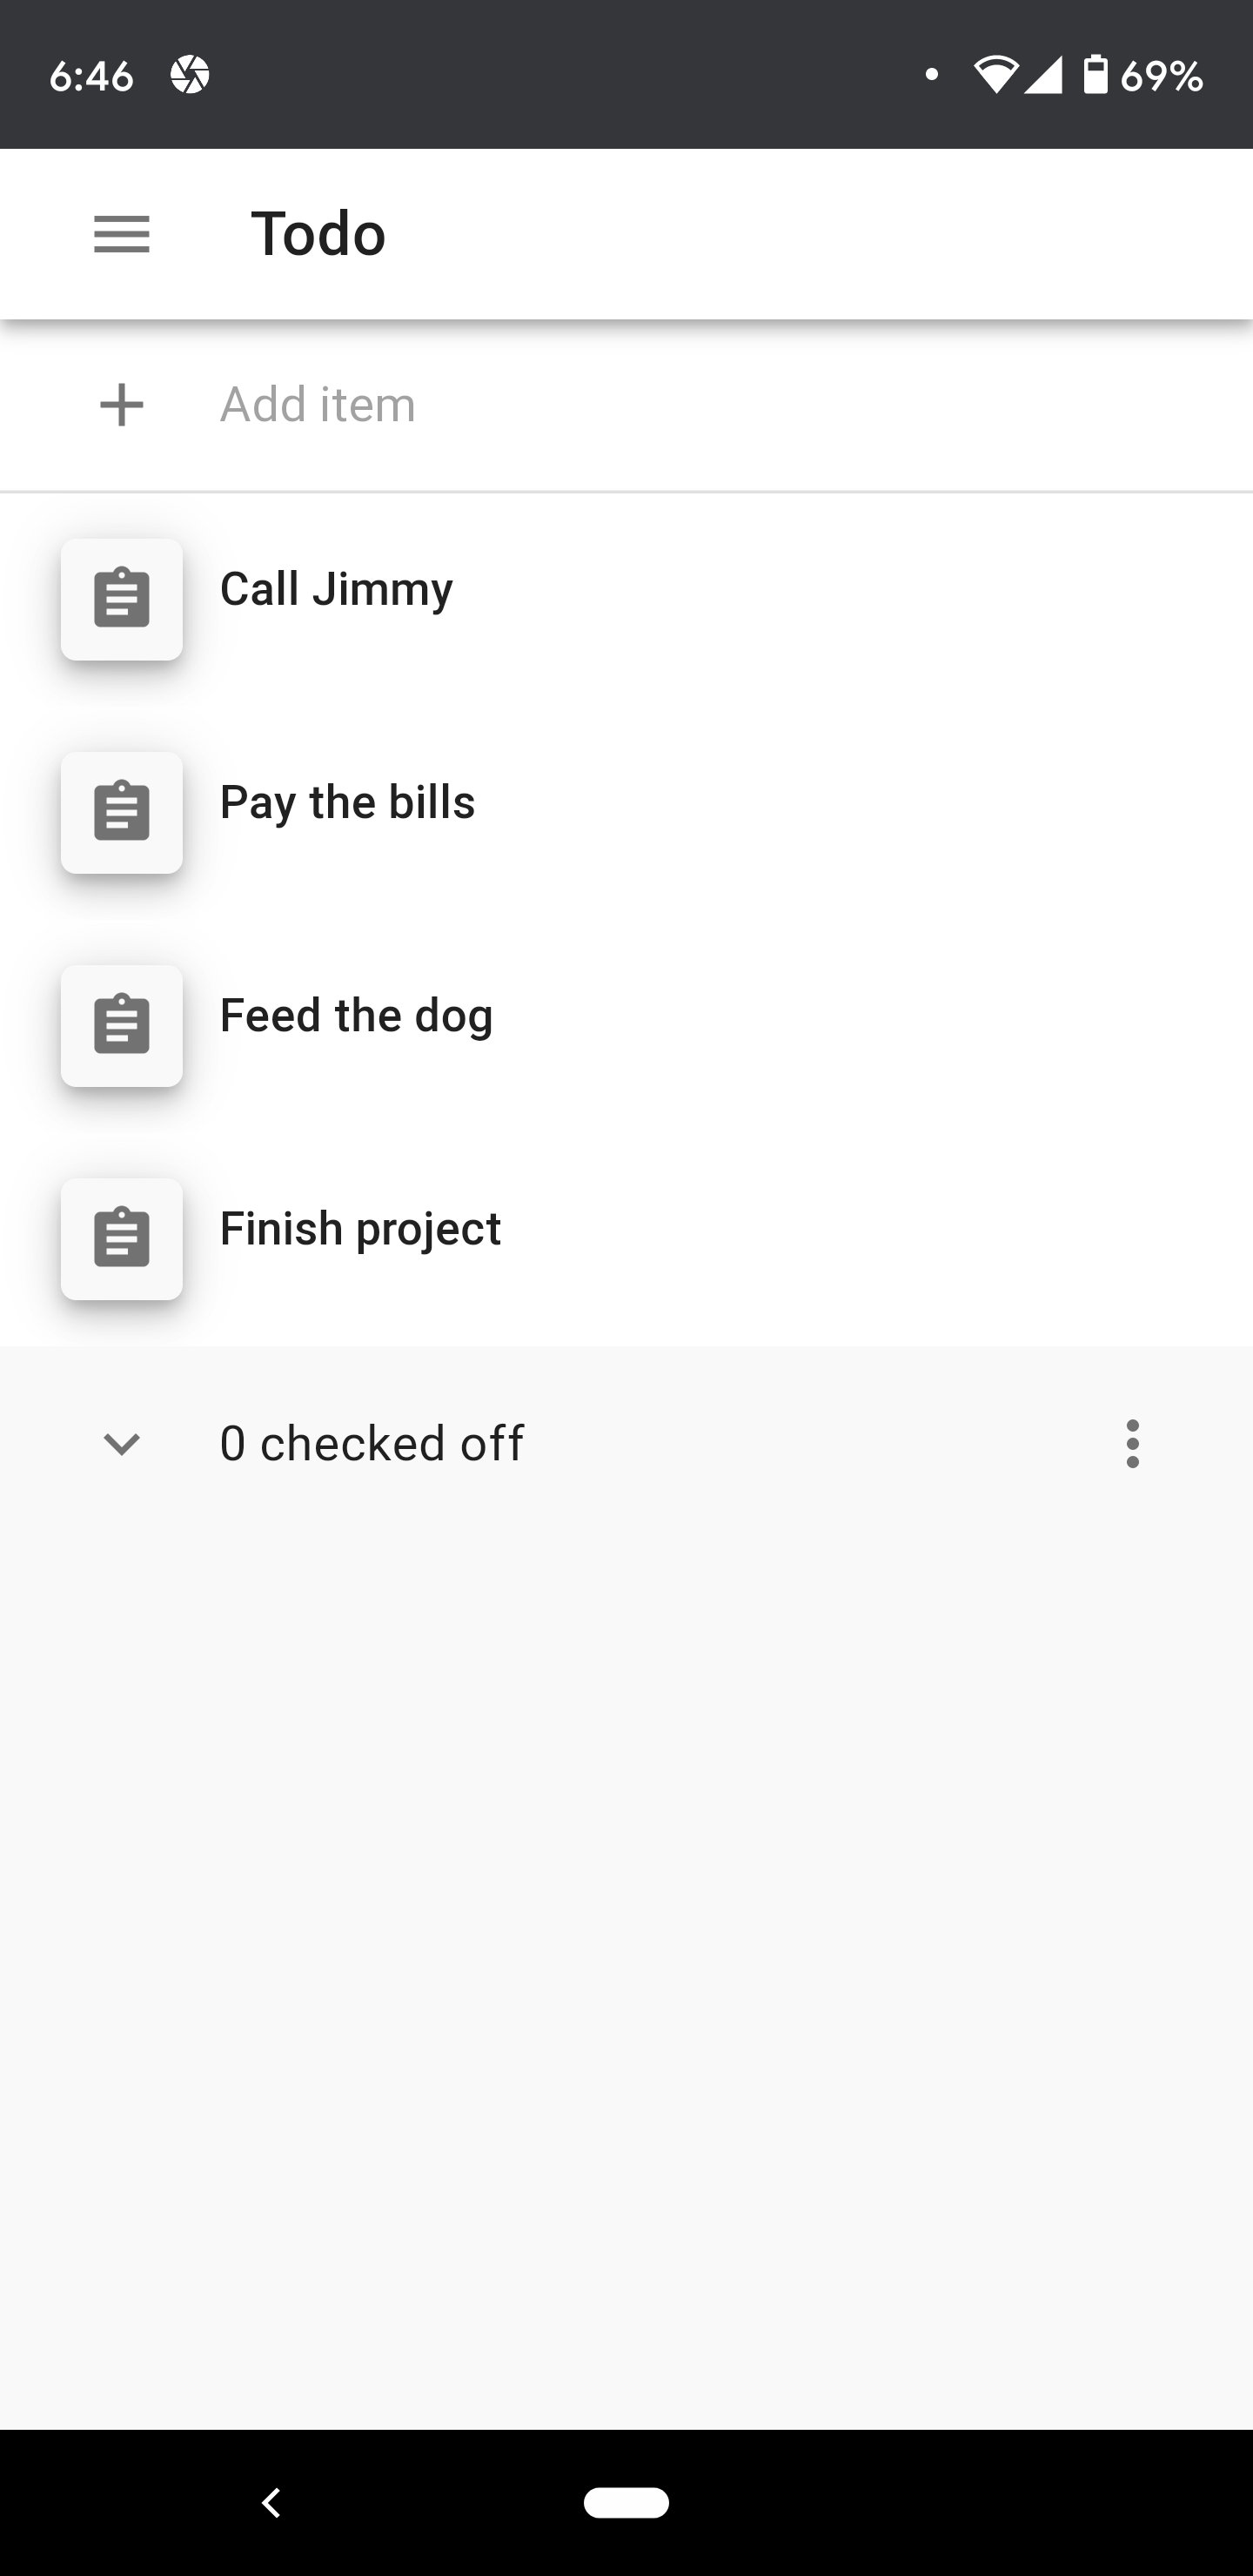 6:46 69%
Todo
Add item
Call Jimmy
Pay the bills
Feed the dog
Finish project
0 checked off